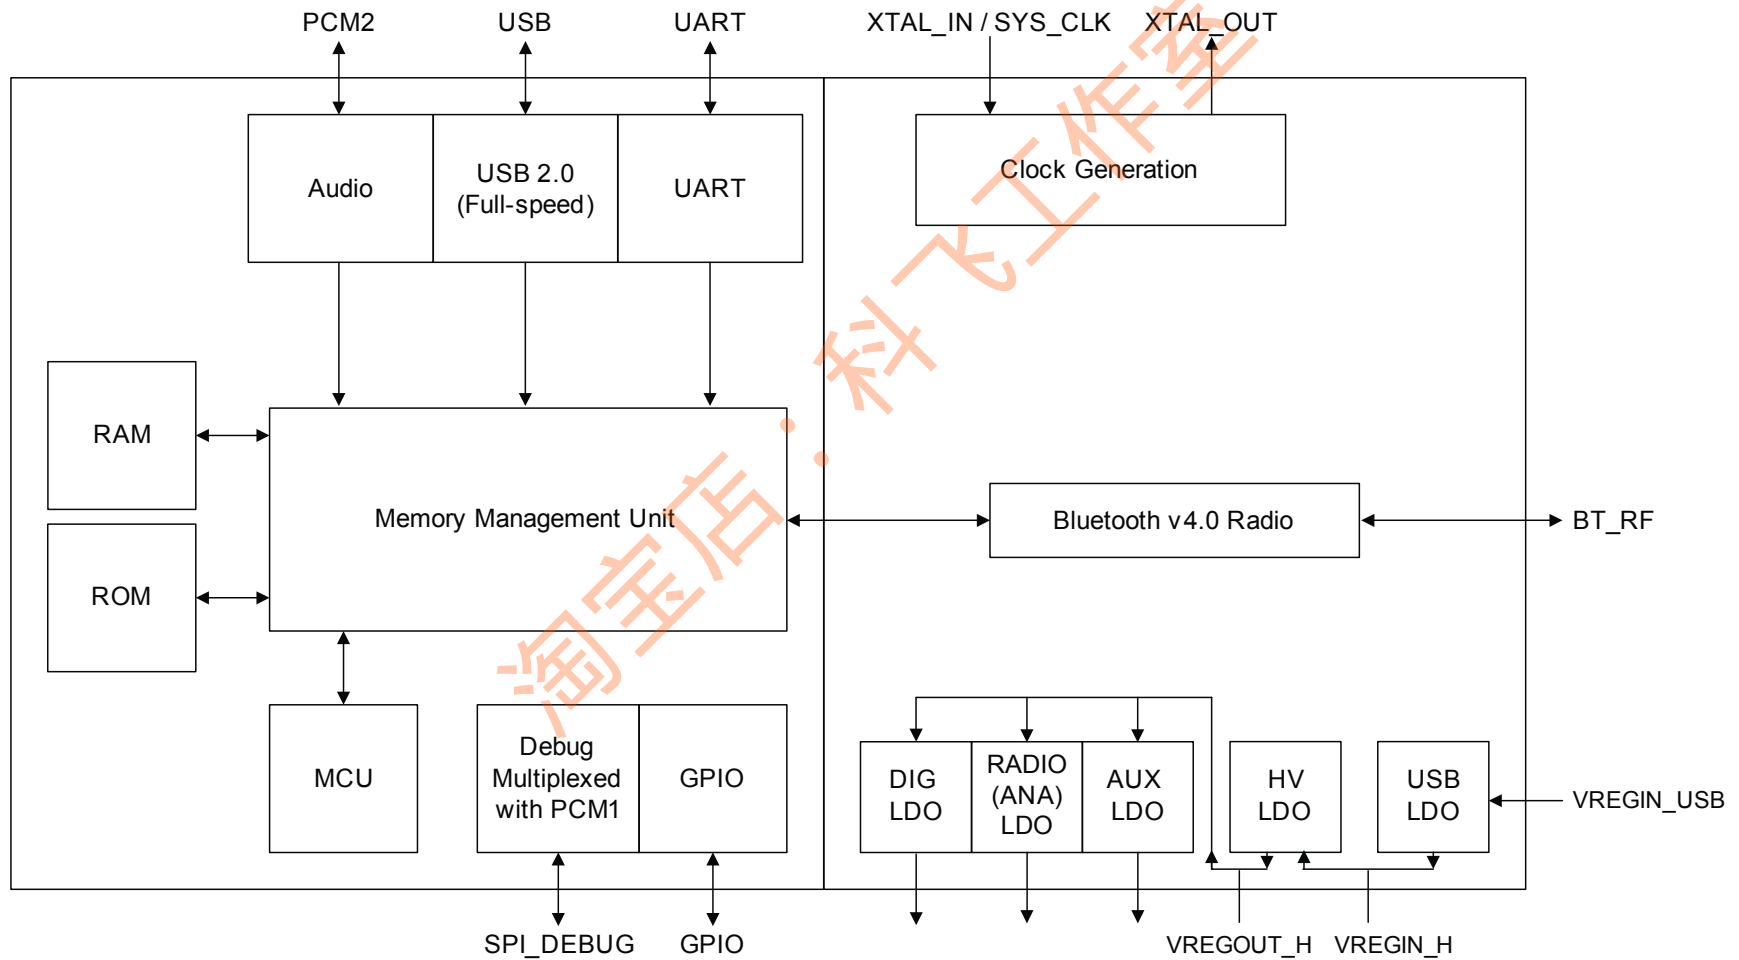 PCM2
USB
UART
XTAL_IN / SYS_CLK
XTAL_OUT
Audio
USB 2.0
(Full-speed)
UART
Clock Generation
RAM
Memory Management Unit
Bluetooth v4.0 Radio
BT_RF
ROM
MCU
Debug
Multiplexed
with PCM1
GPIO
DIG
LDO
RADIO
(ANA)
LDO
AUX
LDO
HV
LDO
USB
LDO
VREGIN_USB
SPI_DEBUG
GPIO
VREGOUT_H
VREGIN_H
淘宝店：科飞工作室